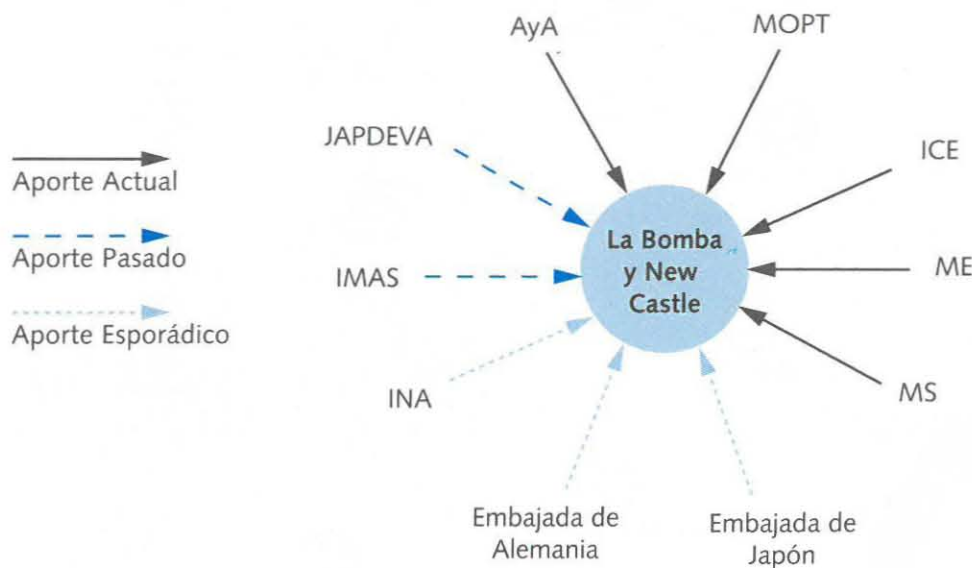 AyA
MOPT
JAPDEVA
ICE
Aporte Actual
La Bomba
y New
Castle
Aporte Pasado
IMAS
ME
Aporte Esporádico
INA
MS
Embajada de
Alemania
Embajada de
Japón